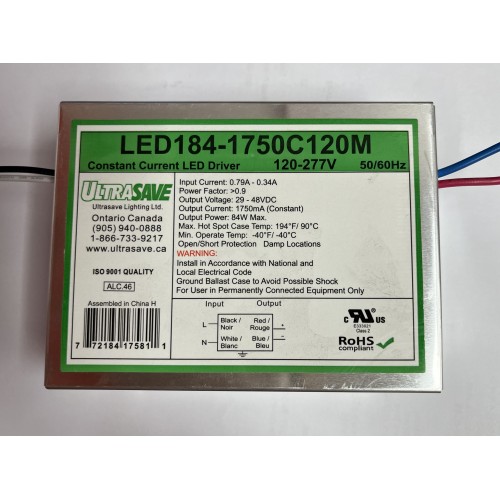 LED184-1750C120M
Constant Current LED Driver 120-277V 50/60Hz
ULTRASAVE
Ultrasave Lighting Ltd.
Ontario Canada
(905) 940-0888
1-866-733-9217
www.ultrasave.ca
ISO 9001 QUALITY
ALC.46
Assembled in China H
7 72184 17581 1
Input Current: 0.79A - 0.34A
Power Factor: >0.9
Output Voltage: 29 - 48VDC
Output Current: 1750mA (Constant)
Output Power: 84W Max.
Max. Hot Spot Case Temp: 194°F/ 90°C
Min. Operate Temp: -40°F/ -40°C
Open/Short Protection Damp Locations
WARNING:
Install in Accordance with National and
Local Electrical Code
Ground Ballast Case to Avoid Possible Shock
For User in Permanently Connected Equipment Only
Input Output
L Black / Noir Red / Rouge +
N White / Blanc Blue / Bleu -
c UR us
E333021
Class 2
RoHS
compliant